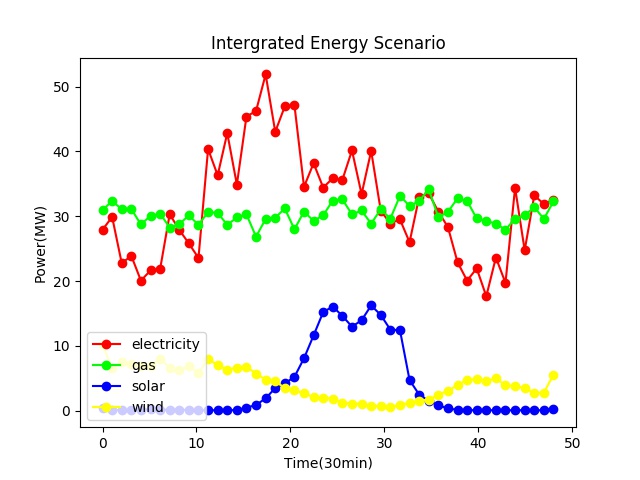 Intergrated Energy Scenario
Power(MW)
50
40
30
20
10
0
electricity
gas
solar
wind
0 10 20 30 40 50
Time(30min)